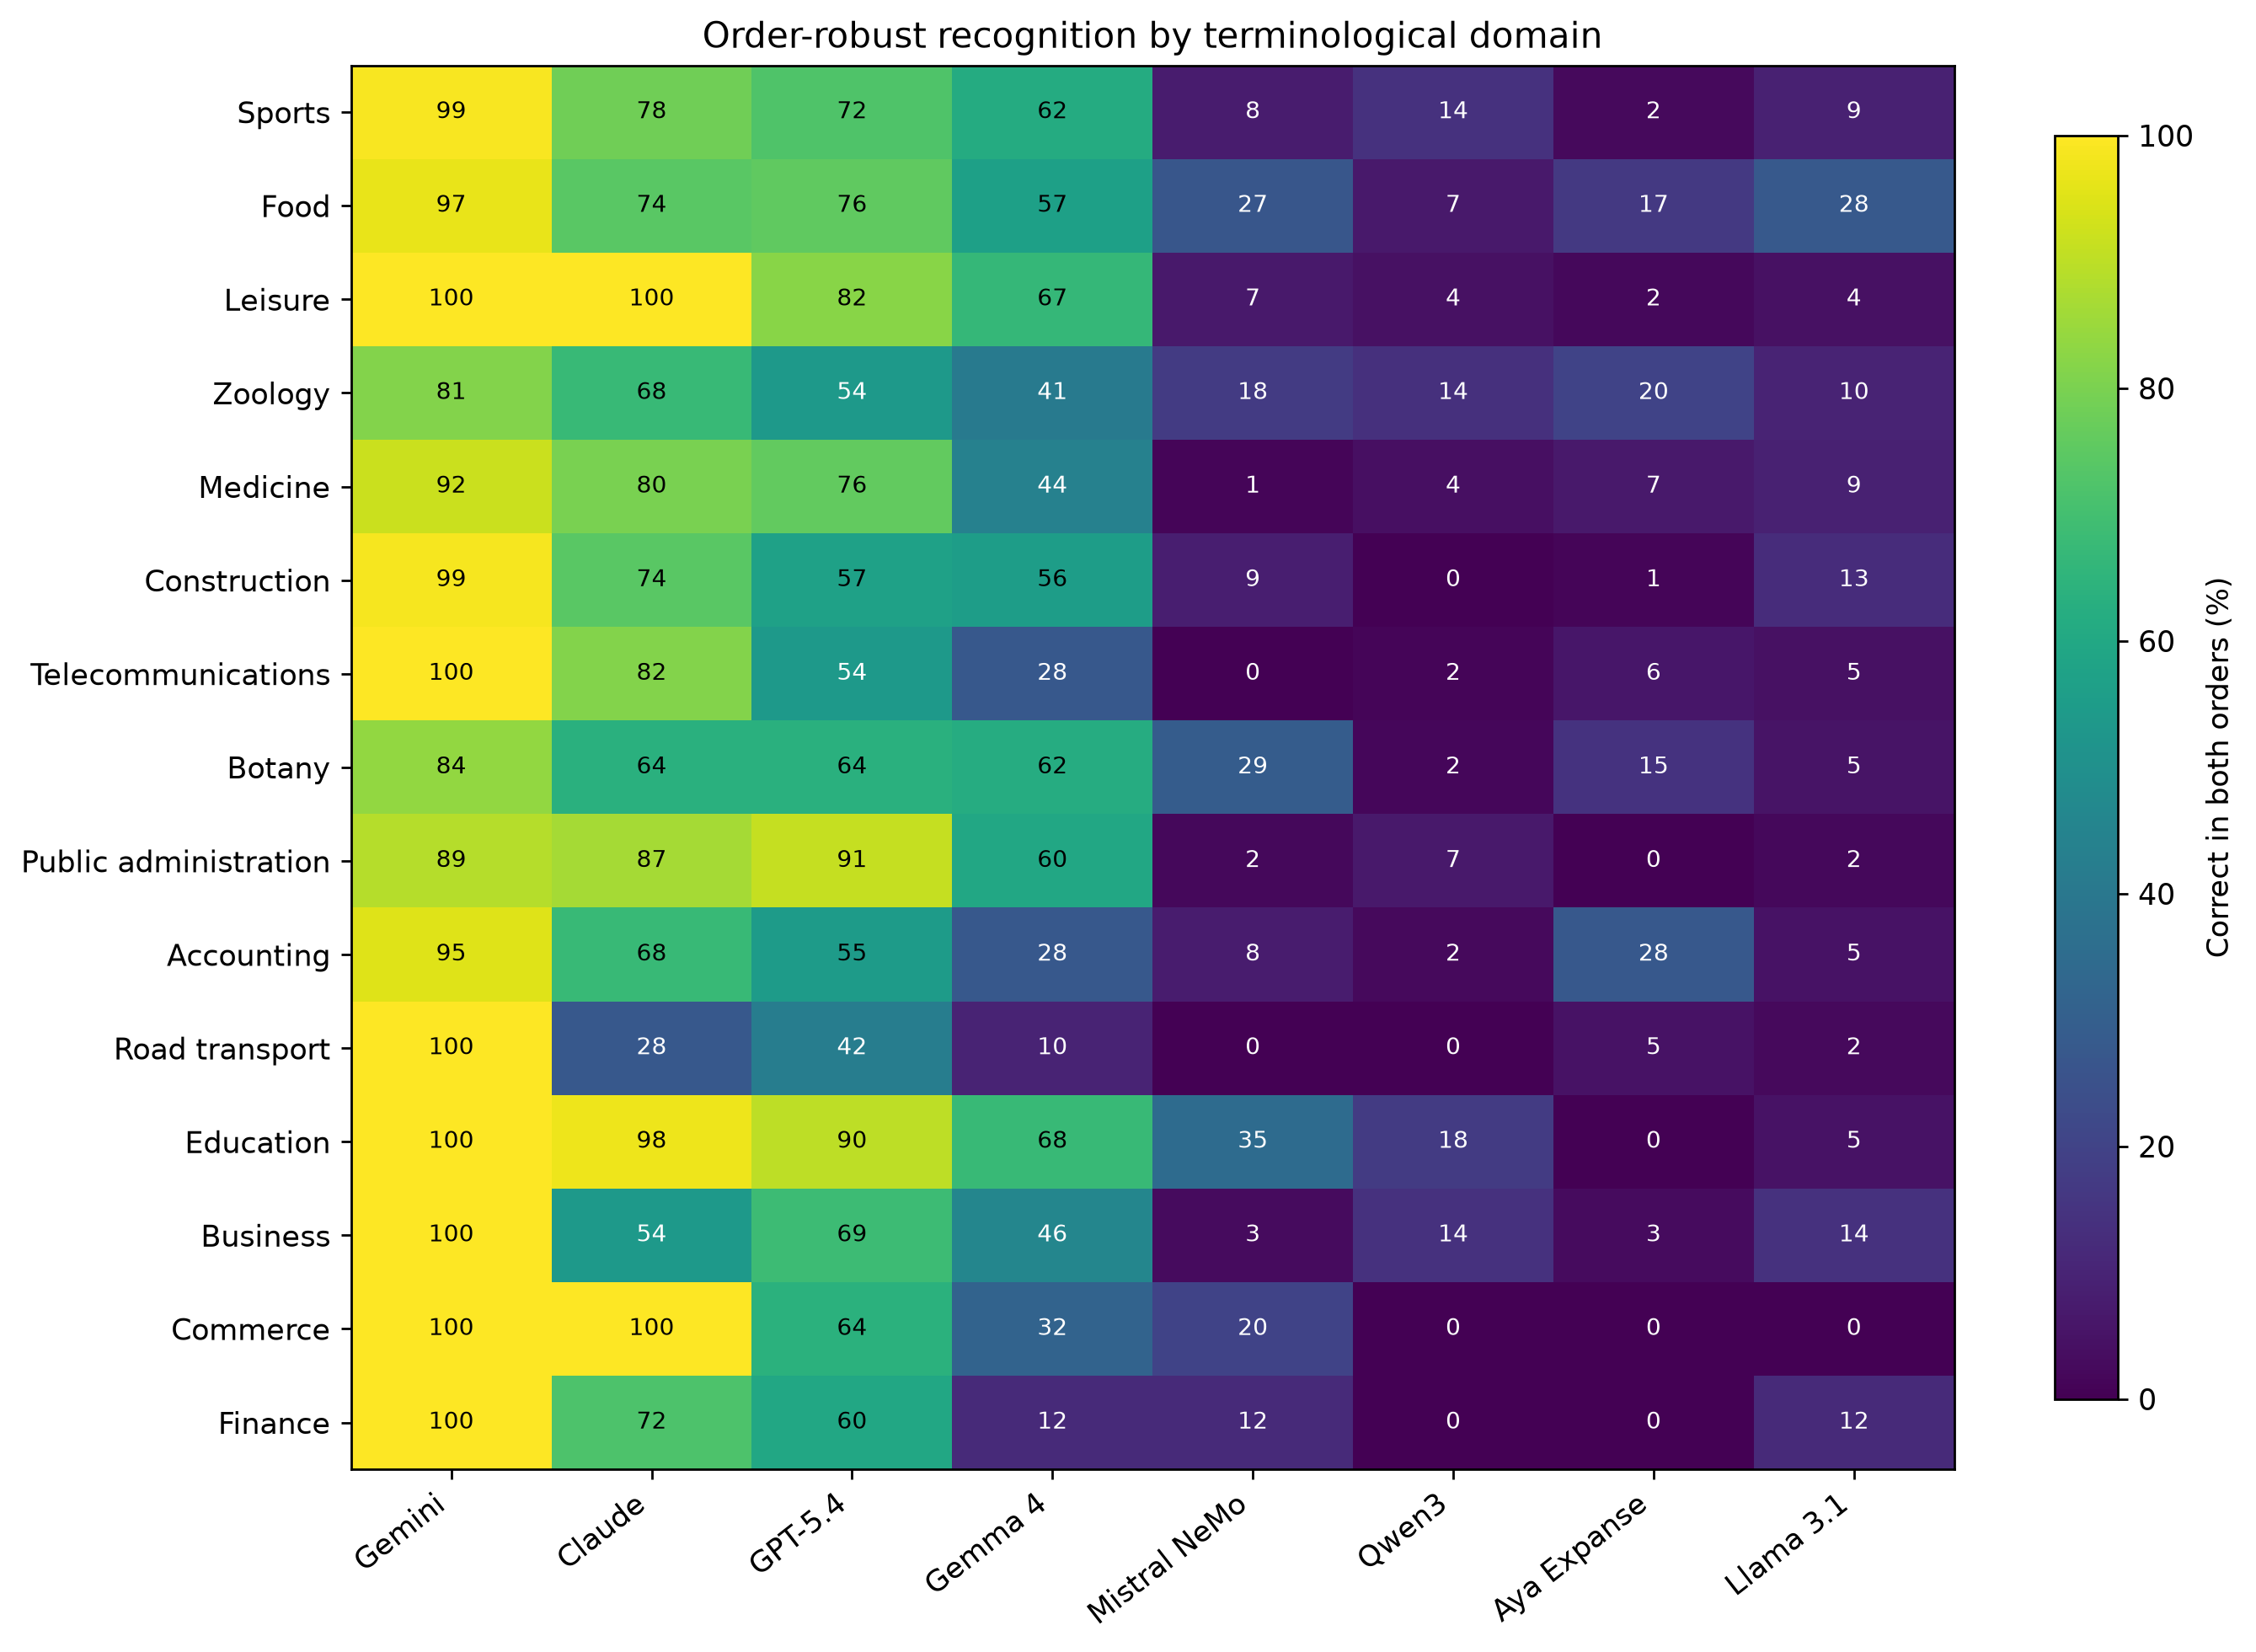 Order-robust recognition by terminological domain
Sports 99 78 72 62 8 14 2 9
Food 97 74 76 57 27 7 17 28
Leisure 100 100 82 67 7 4 2 4
Zoology 81 68 54 41 18 14 20 10
Medicine 92 80 76 44 1 4 7 9
Construction 99 74 57 56 9 0 1 13
Telecommunications 100 82 54 28 0 2 6 5
Botany 84 64 64 62 29 2 15 5
Public administration 89 87 91 60 2 7 0 2
Accounting 95 68 55 28 8 2 28 5
Road transport 100 28 42 10 0 0 5 2
Education 100 98 90 68 35 18 0 5
Business 100 54 69 46 3 14 3 14
Commerce 100 100 64 32 20 0 0 0
Finance 100 72 60 12 12 0 0 12
Gemini Claude GPT-5.4 Gemma 4 Mistral NeMo Qwen3 Aya Expanse Llama 3.1
100
80
60
40
20
0
Correct in both orders (%)